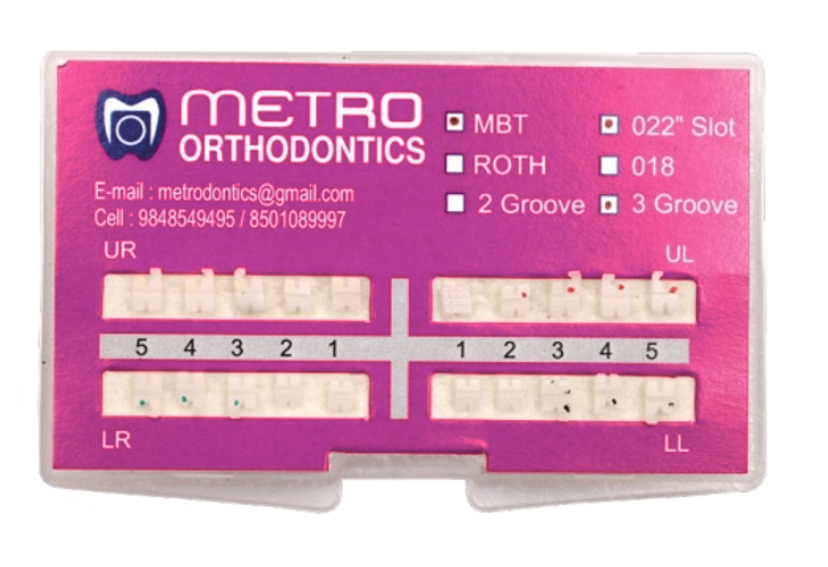 METRO
ORTHODONTICS
E-mail : metrodontics@gmail.com
Cell : 9848549495 / 8501089997
MBT 022" Slot
ROTH 018
2 Groove 3 Groove
UR UL
5 4 3 2 1 1 2 3 4 5
LR LL